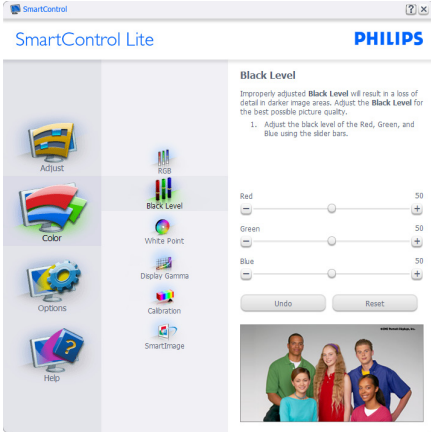 SmartControl
SmartControl Lite
PHILIPS
Adjust
Color
Options
Help
RGB
Black Level
White Point
Display Gamma
Calibration
SmartImage
Black Level
Improperly adjusted Black Level will result in a loss of
detail in darker image areas. Adjust the Black Level for
the best possible picture quality.
1. Adjust the black level of the Red, Green, and
Blue using the slider bars.
Red 50
Green 50
Blue 50
Undo
Reset